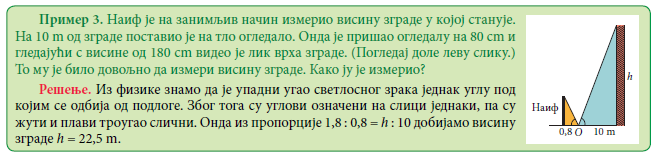 Пример 3. Наиф је на занимљив начин измерио висину зграде у којој станује.
На 10 m од зграде поставио је на тло огледало. Онда је пришао огледалу на 80 cm и
гледајући с висине од 180 cm видео је лик врха зграде. (Погледај доле леву слику.)
То му је било довољно да измери висину зграде. Како ју је измерио?
Решење. Из физике знамо да је упадни угао светлосног зрака једнак углу под
којим се одбија од подлоге. Због тога су углови означени на слици једнаки, па су
жути и плави троугао слични. Онда из пропорције 1,8 : 0,8 = h : 10 добијамо висину
зграде h = 22,5 m.
h
Наиф
0,8 O 10 m